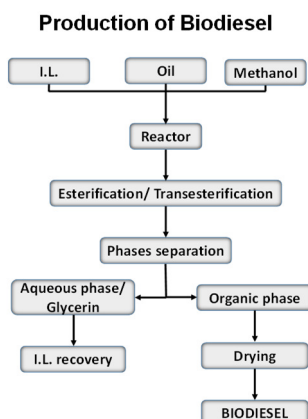 Production of Biodiesel
I.L.
Oil
Methanol
Reactor
Esterification/ Transesterification
Phases separation
Aqueous phase/
Glycerin
Organic phase
I.L. recovery
Drying
BIODIESEL